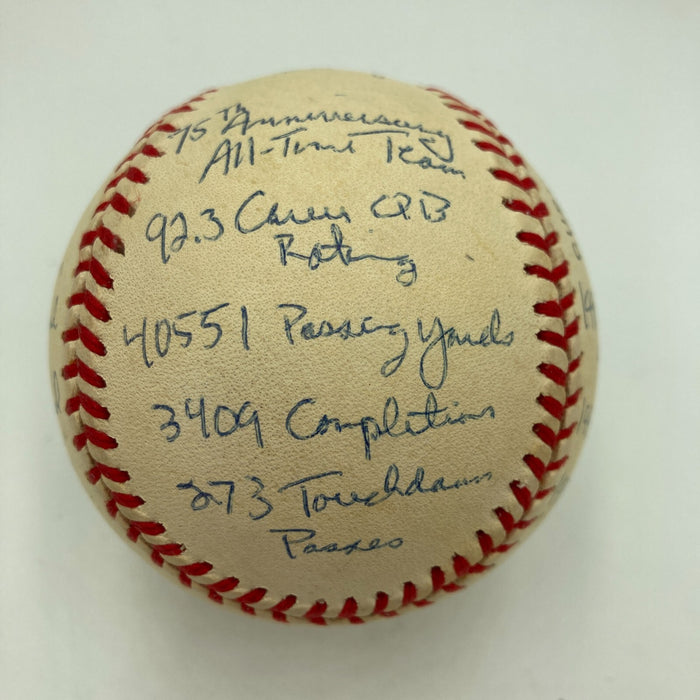 75th Anniversary
All-Time Team
92.3 Career QB
Rating
40551 Passing Yards
3409 Completions
273 Touchdown
Passes